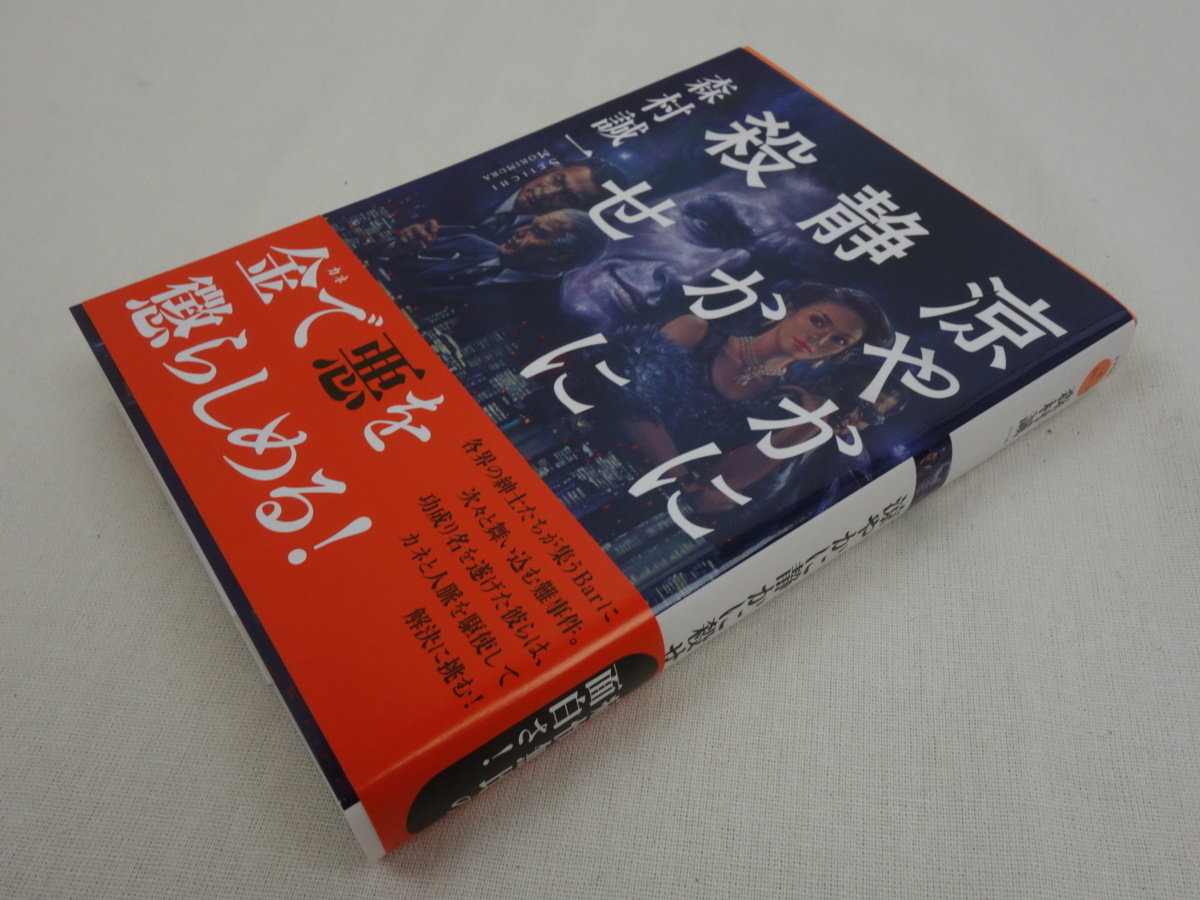 涼やかに
静かに
殺せ
森村誠一
SEIICHI
MORIMURA
カネ
金で悪を
懲らしめる!
各界の紳士たちが集うBarに
次々と舞い込む難事件。
功成り名を遂げた彼らは、
カネと人脈を駆使して
解決に挑む!
森村誠一
涼やかに静かに殺せ
面白さ!